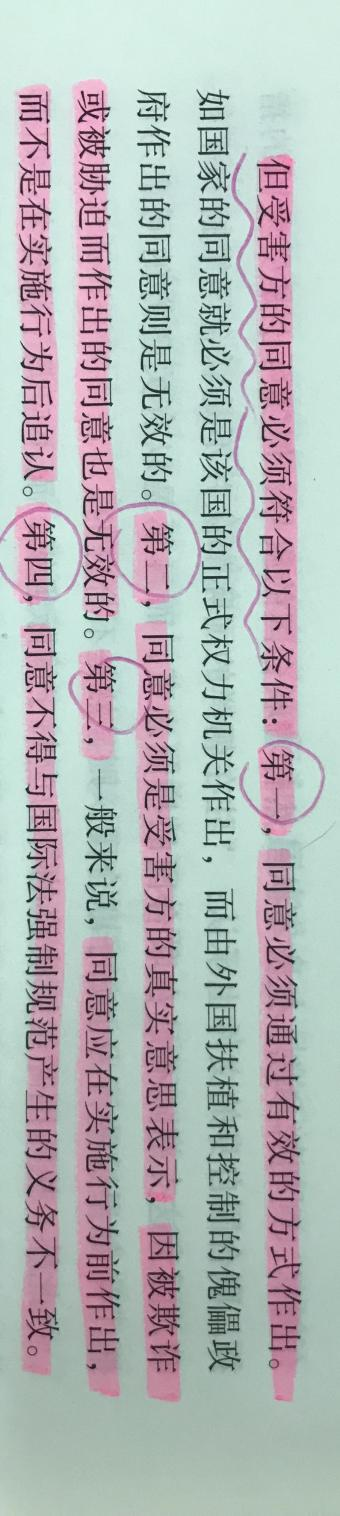 但受害方的同意必须符合以下条件：第一，同意必须通过有效的方式作出。
如国家的同意就必须是该国的正式权力机关作出，而由外国扶植和控制的傀儡政
府作出的同意则是无效的。第二，同意必须是受害方的真实意思表示，因被欺诈
或被胁迫而作出的同意也是无效的。第三，一般来说，同意应在实施行为前作出，
而不是在实施行为后追认。第四，同意不得与国际法强制规范产生的义务不一致。